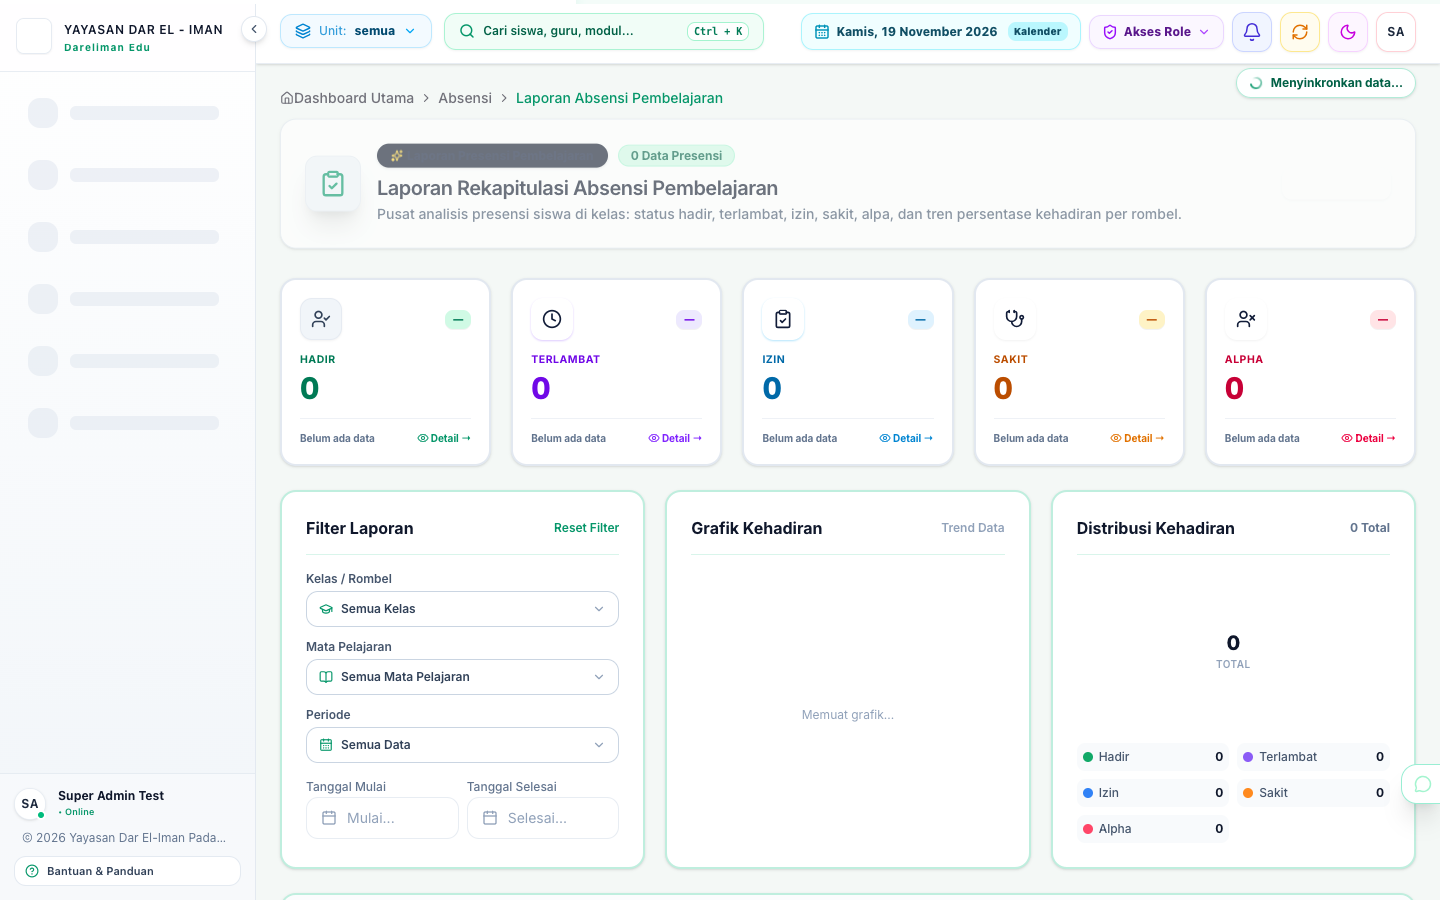 YAYASAN DAR EL - IMAN
Dareliman Edu
Unit: semua
Cari siswa, guru, modul...
Ctrl + K
Kamis, 19 November 2026
Kalender
Akses Role
SA
Menyinkronkan data...
Dashboard Utama > Absensi > Laporan Absensi Pembelajaran
0 Data Presensi
Laporan Rekapitulasi Absensi Pembelajaran
Pusat analisis presensi siswa di kelas: status hadir, terlambat, izin, sakit, alpa, dan tren persentase kehadiran per rombel.
—
HADIR
0
Belum ada data
Detail →
—
TERLAMBAT
0
Belum ada data
Detail →
—
IZIN
0
Belum ada data
Detail →
—
SAKIT
0
Belum ada data
Detail →
—
ALPHA
0
Belum ada data
Detail →
Filter Laporan
Reset Filter
Kelas / Rombel
Semua Kelas
Mata Pelajaran
Semua Mata Pelajaran
Periode
Semua Data
Tanggal Mulai
Tanggal Selesai
Mulai...
Selesai...
Grafik Kehadiran
Trend Data
Memuat grafik...
Distribusi Kehadiran
0 Total
0
TOTAL
Hadir 0
Terlambat 0
Izin 0
Sakit 0
Alpha 0
SA
Super Admin Test
• Online
© 2026 Yayasan Dar El-Iman Pada...
Bantuan & Panduan